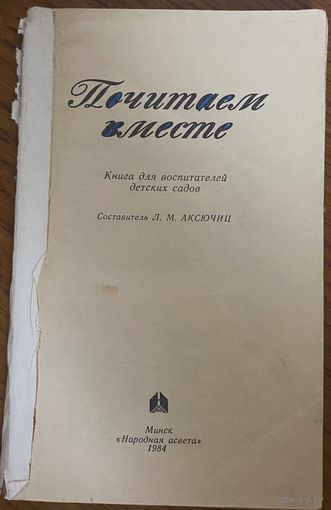 Почитаем
вместе
Книга для воспитателей
детских садов
Составитель Л. М. АКСЮЧИЦ
Минск
«Народная асвета»
1984